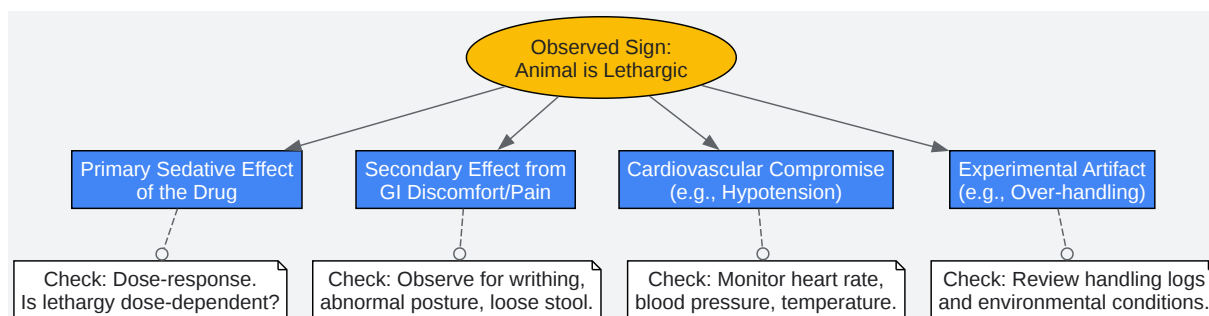 Observed Sign:
Animal is Lethargic
Primary Sedative Effect
of the Drug
Secondary Effect from
GI Discomfort/Pain
Cardiovascular Compromise
(e.g., Hypotension)
Experimental Artifact
(e.g., Over-handling)
Check: Dose-response.
Is lethargy dose-dependent?
Check: Observe for writhing,
abnormal posture, loose stool.
Check: Monitor heart rate,
blood pressure, temperature.
Check: Review handling logs
and environmental conditions.